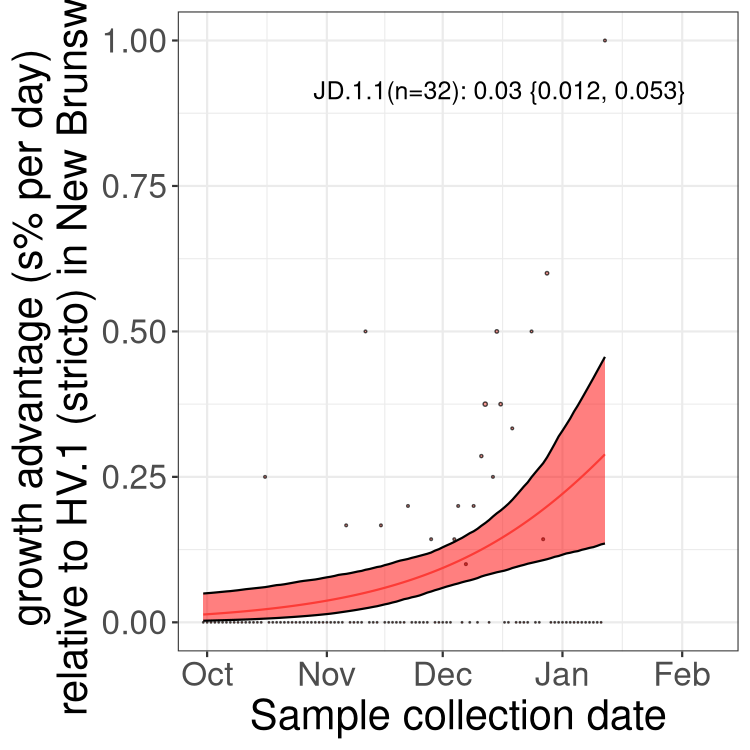 growth advantage (s% per day)
relative to HV.1 (stricto) in New Brunsw
1.00
0.75
0.50
0.25
0.00
JD.1.1(n=32): 0.03 {0.012, 0.053}
Oct Nov Dec Jan Feb
Sample collection date